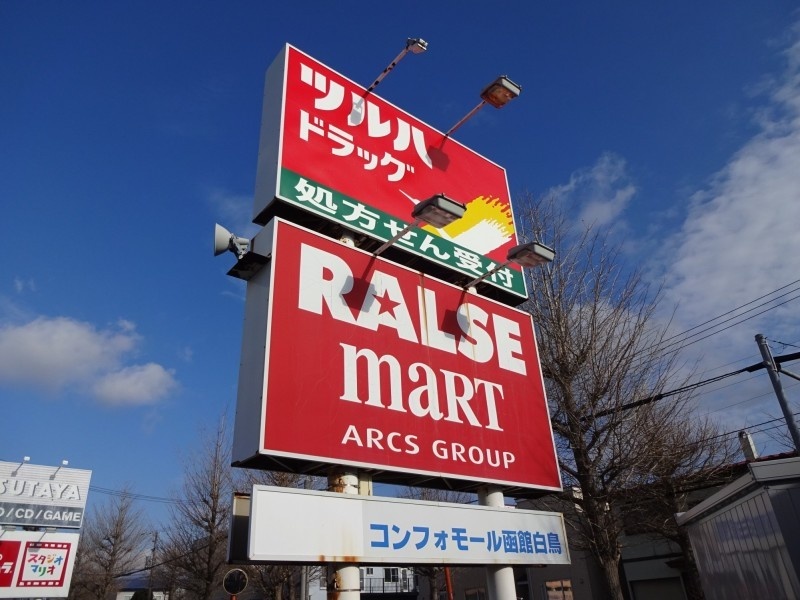 ツルハ
ドラッグ
処方せん受付
RALSE
maRT
ARCS GROUP
コンフォモール函館白鳥
SUTAYA
/CD/GAME
スタジオ
マリオ